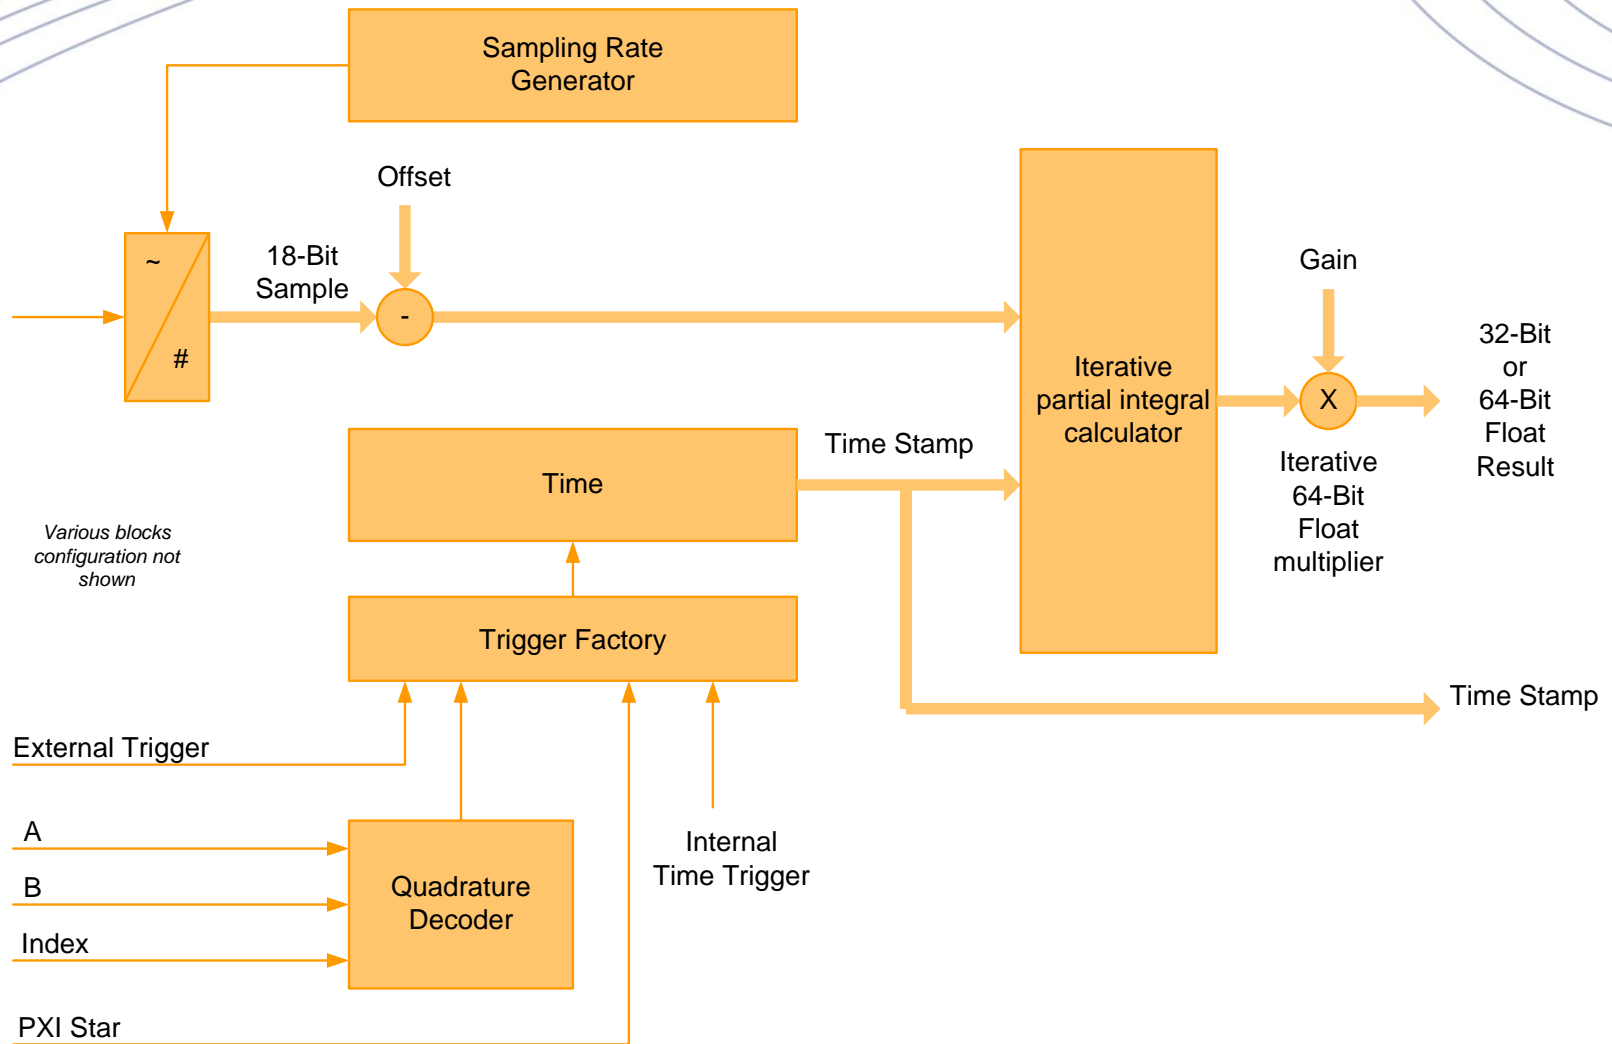 Sampling Rate
Generator
Offset
~
#
18-Bit
Sample
-
Iterative
partial integral
calculator
Gain
X
32-Bit
or
64-Bit
Float
Result
Iterative
64-Bit
Float
multiplier
Time
Time Stamp
Various blocks
configuration not
shown
Trigger Factory
Time Stamp
External Trigger
A
B
Index
Quadrature
Decoder
Internal
Time Trigger
PXI Star